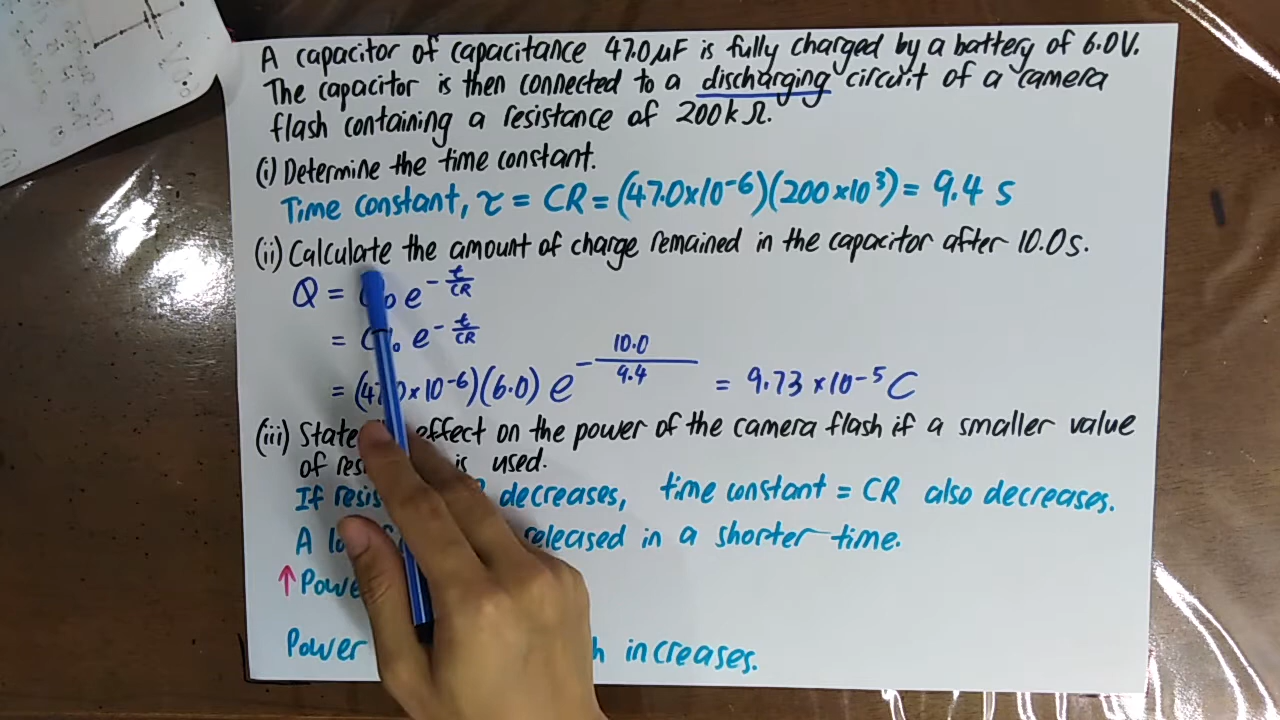 A capacitor of capacitance 47.0μF is fully charged by a battery of 6.0V.
The capacitor is then connected to a discharging circuit of a camera
flash containing a resistance of 200kΩ.
(i) Determine the time constant.
Time constant, τ = CR = (47.0×10⁻⁶)(200×10³) = 9.4 s
(ii) Calculate the amount of charge remained in the capacitor after 10.0s.
Q = e^(-t/CR)
= e^(-t/CR)
= (47.0×10⁻⁶)(6.0) e^(-10.0/9.4) = 9.73×10⁻⁵ C
(iii) State effect on the power of the camera flash if a smaller value
of is used.
If decreases, time constant = CR also decreases.
A released in a shorter time.
↑
Power increases.